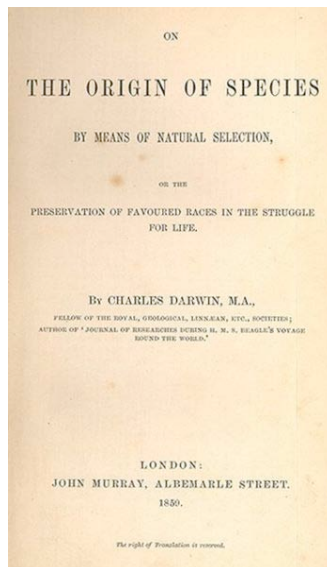 ON
THE ORIGIN OF SPECIES
BY MEANS OF NATURAL SELECTION,
OR THE
PRESERVATION OF FAVOURED RACES IN THE STRUGGLE
FOR LIFE.
BY CHARLES DARWIN, M.A.,
FELLOW OF THE ROYAL, GEOLOGICAL, LINNÆAN, ETC., SOCIETIES;
AUTHOR OF 'JOURNAL OF RESEARCHES DURING H. M. S. BEAGLE'S VOYAGE
ROUND THE WORLD.'
LONDON:
JOHN MURRAY, ALBEMARLE STREET.
1859.
The right of Translation is reserved.